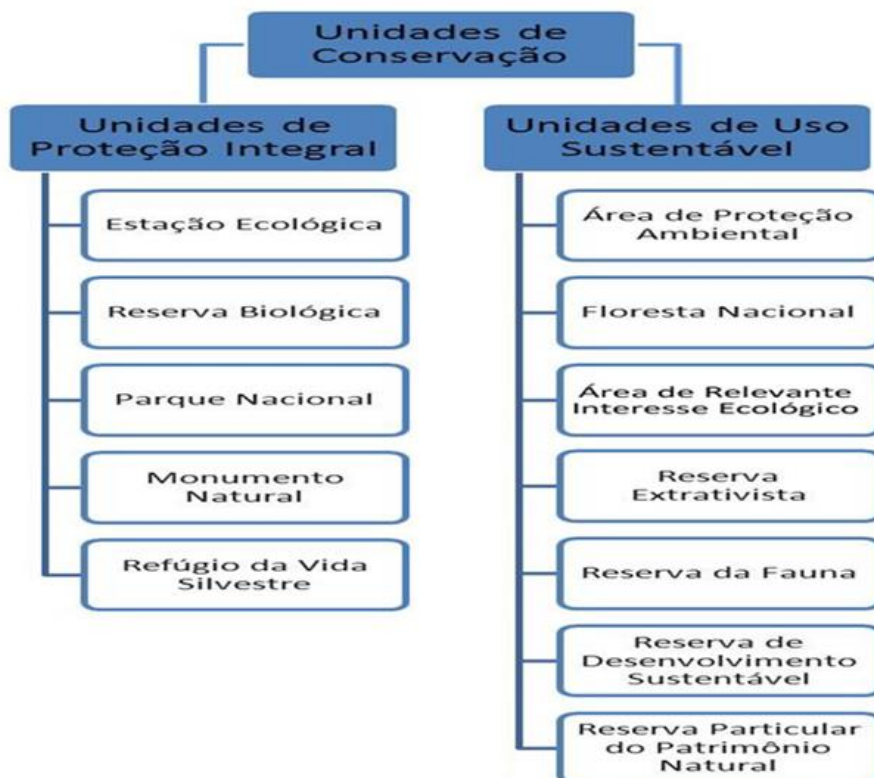 Unidades de
Conservação
Unidades de
Proteção Integral
Estação Ecológica
Reserva Biológica
Parque Nacional
Monumento
Natural
Refúgio da Vida
Silvestre
Unidades de Uso
Sustentável
Área de Proteção
Ambiental
Floresta Nacional
Área de Relevante
Interesse Ecológico
Reserva
Extrativista
Reserva da Fauna
Reserva de
Desenvolvimento
Sustentável
Reserva Particular
do Patrimônio
Natural